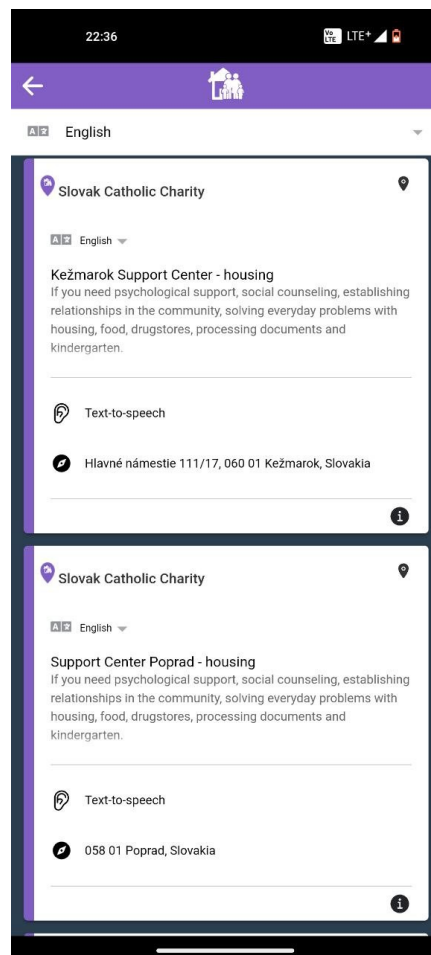 22:36
Vo LTE LTE+
English
Slovak Catholic Charity
English
Kežmarok Support Center - housing
If you need psychological support, social counseling, establishing
relationships in the community, solving everyday problems with
housing, food, drugstores, processing documents and
kindergarten.
Text-to-speech
Hlavné námestie 111/17, 060 01 Kežmarok, Slovakia
Slovak Catholic Charity
English
Support Center Poprad - housing
If you need psychological support, social counseling, establishing
relationships in the community, solving everyday problems with
housing, food, drugstores, processing documents and
kindergarten.
Text-to-speech
058 01 Poprad, Slovakia